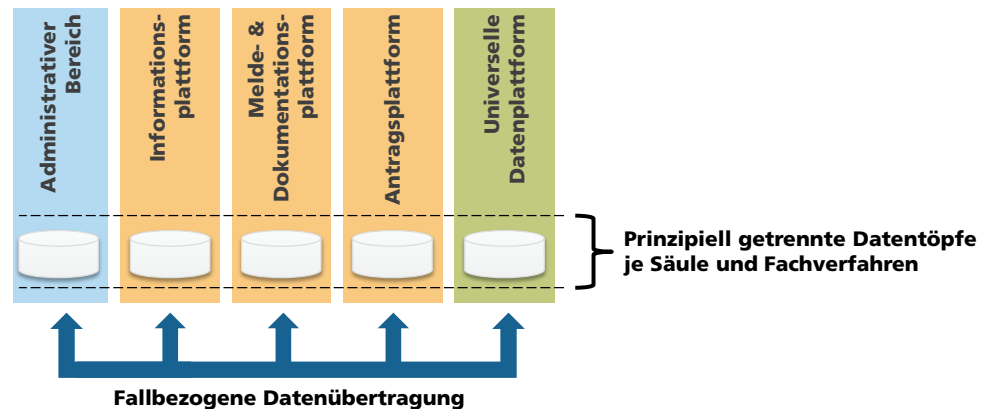 Administrativer
Bereich
Informations-
plattform
Melde- &
Dokumentations-
plattform
Antragsplattform
Universelle
Datenplattform
Prinzipiell getrennte Datentöpfe
je Säule und Fachverfahren
Fallbezogene Datenübertragung